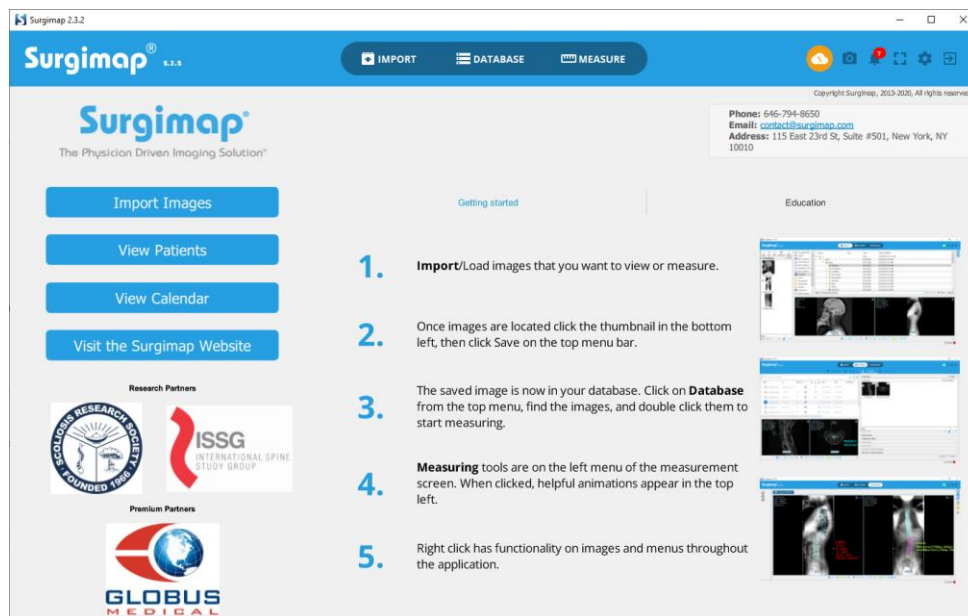 Surgimap 2.3.2
Surgimap® 2.3.2
IMPORT
DATABASE
MEASURE
7
Copyright Surgimap, 2013-2020, All rights reserved
Surgimap®
The Physician Driven Imaging Solution®
Phone: 646-794-8650
Email: contact@surgimap.com
Address: 115 East 23rd St, Suite #501, New York, NY
10010
Import Images
View Patients
View Calendar
Visit the Surgimap Website
Research Partners
SCOLIOSIS RESEARCH SOCIETY
FOUNDED 1966
ISSG
INTERNATIONAL SPINE
STUDY GROUP
Premium Partners
GLOBUS
MEDICAL
Getting started
Education
1. Import/Load images that you want to view or measure.
2. Once images are located click the thumbnail in the bottom
left, then click Save on the top menu bar.
3. The saved image is now in your database. Click on Database
from the top menu, find the images, and double click them to
start measuring.
4. Measuring tools are on the left menu of the measurement
screen. When clicked, helpful animations appear in the top
left.
5. Right click has functionality on images and menus throughout
the application.